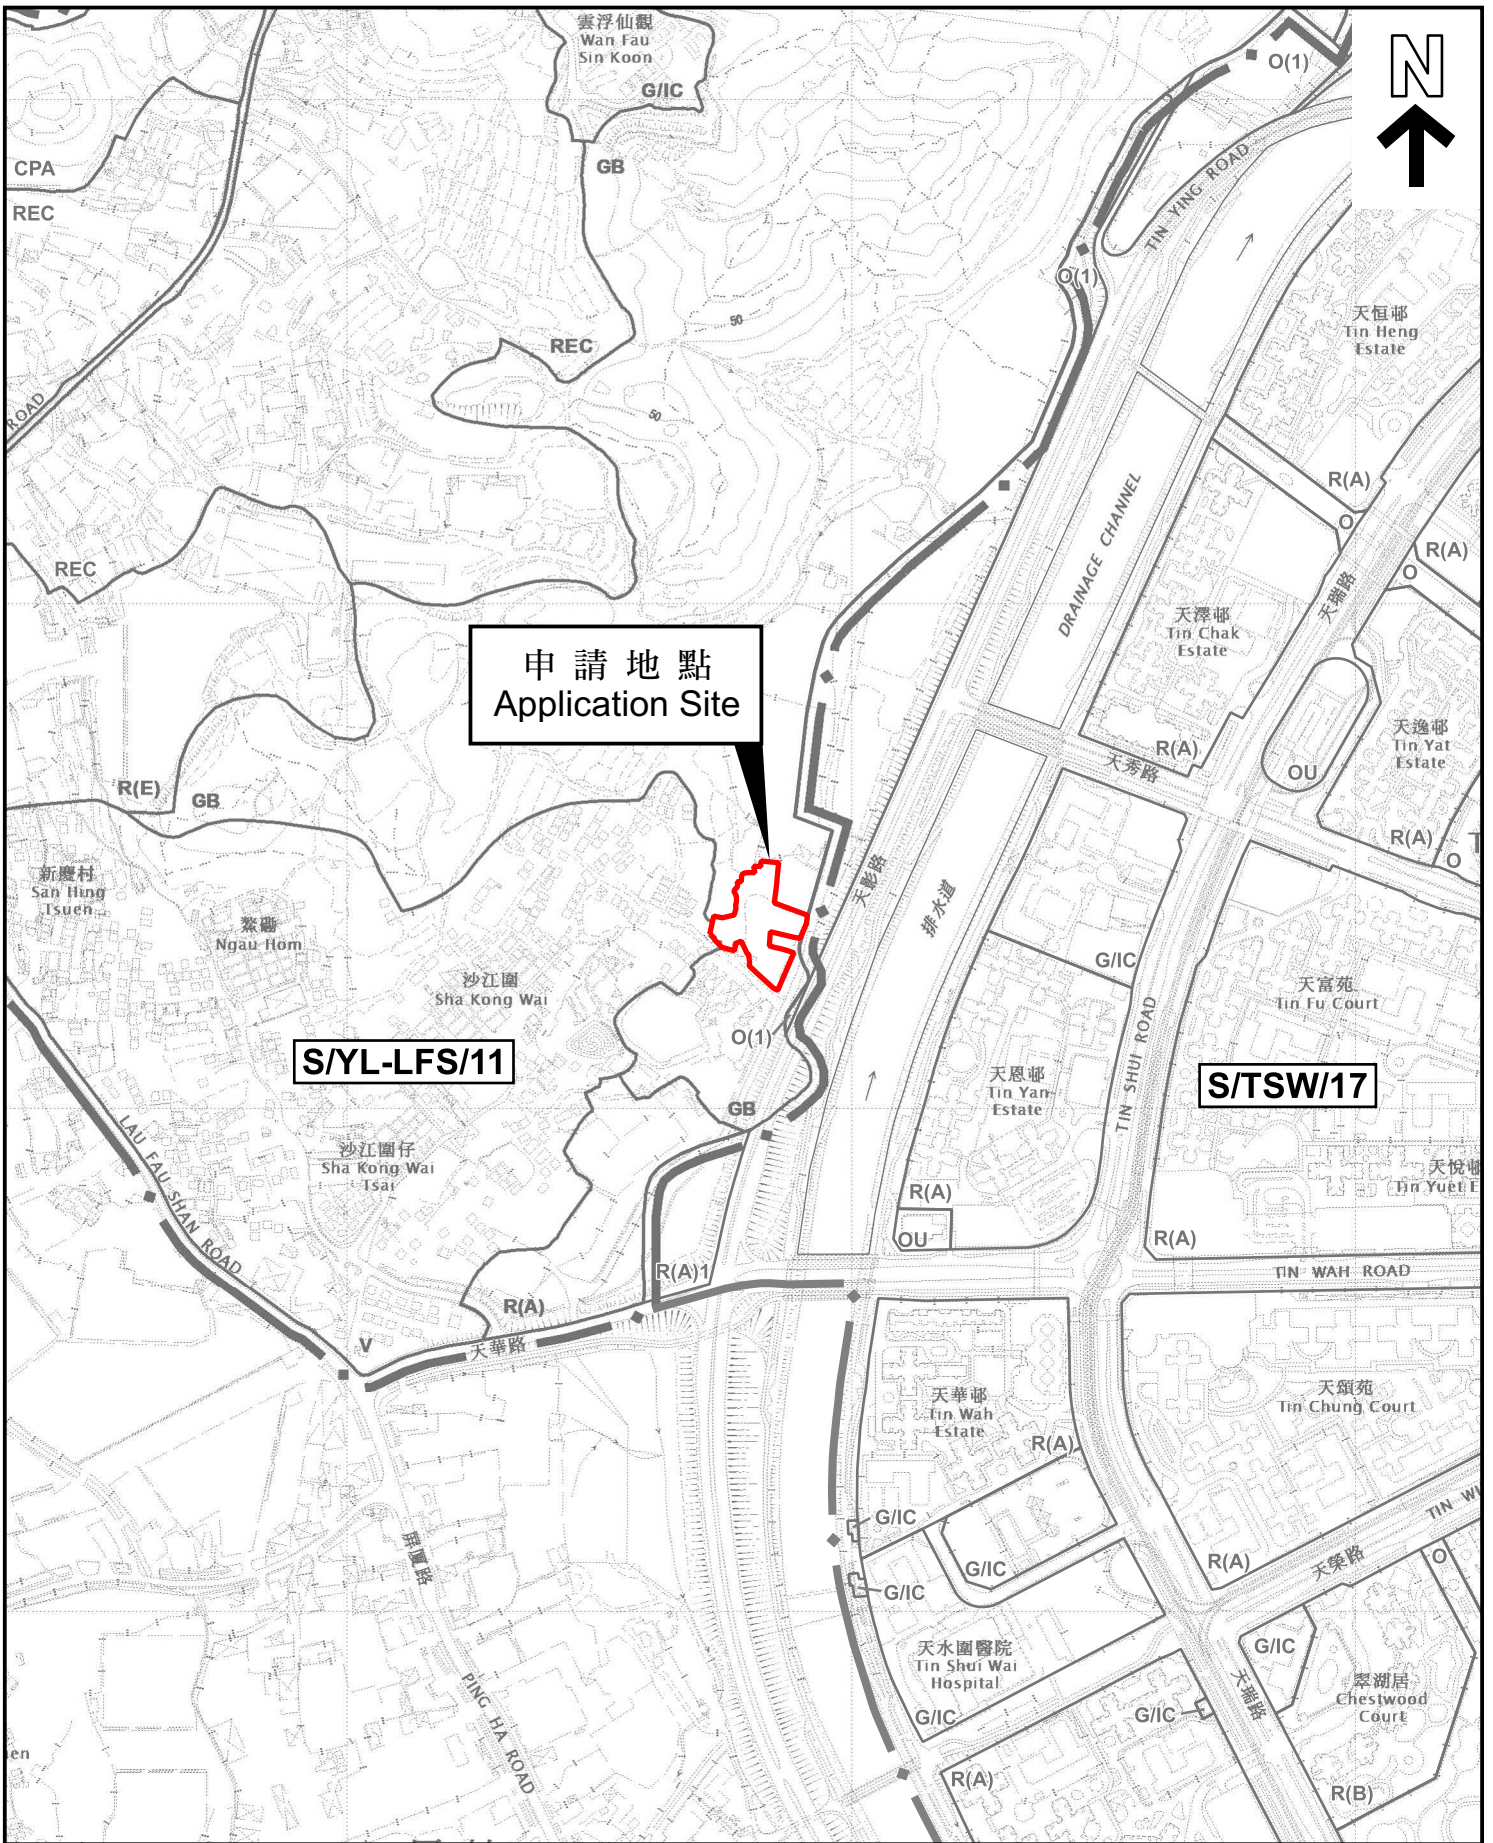 雲浮仙觀
Wan Fau
Sin Koon
G/IC
GB
CPA
REC
O(1)
N
TIN YING ROAD
O(1)
天恒邨
Tin Heng
Estate
50
REC
50
ROAD
DRAINAGE CHANNEL
R(A)
O
R(A)
O
天瑞路
REC
天澤邨
Tin Chak
Estate
申請地點
Application Site
天逸邨
Tin Yat
Estate
R(A)
天秀路
OU
R(E)
GB
R(A)
O
T
新慶村
San Hing
Tsuen
鰲磡
Ngau Hom
天影路
排水道
沙江圍
Sha Kong Wai
G/IC
天富苑
Tin Fu Court
O(1)
S/YL-LFS/11
天恩邨
Tin Yan
Estate
TIN SHUI ROAD
S/TSW/17
GB
LAU FAU SHAN ROAD
沙江圍仔
Sha Kong Wai
Tsai
天悅邨
Tin Yuet E
R(A)
OU
R(A)
R(A)1
TIN WAH ROAD
R(A)
V
天華路
天華邨
Tin Wah
Estate
天頌苑
Tin Chung Court
R(A)
屏廈路
G/IC
G/IC
G/IC
R(A)
天榮路
TIN WI
O
天水圍醫院
Tin Shui Wai
Hospital
G/IC
PING HA ROAD
G/IC
天瑞路
翠湖居
Chestwood
Court
G/IC
en
R(A)
R(B)